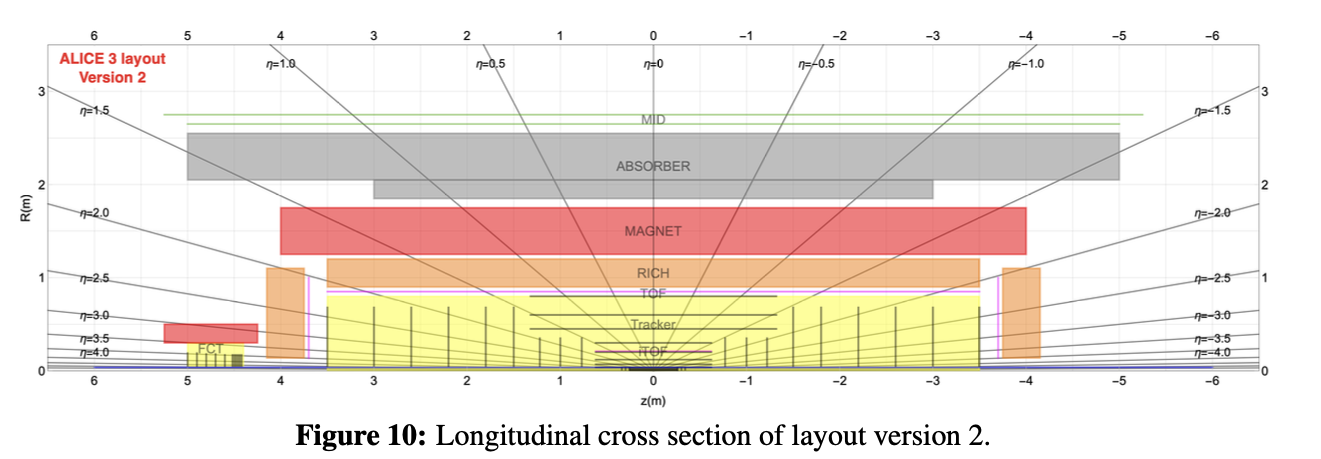 6 5 4 3 2 1 0 −1 −2 −3 −4 −5 −6
ALICE 3 layout
Version 2
η=1.0 η=0.5 η=0 η=−0.5 η=−1.0
3 3
η=1.5 η=−1.5
MID
ABSORBER
2 2
η=2.0 η=−2.0
R(m)
MAGNET
RICH
1 1
η=2.5 η=−2.5
TOF
η=3.0 η=−3.0
Tracker
η=3.5 η=−3.5
FCT iTOF
η=4.0 η=−4.0
0 0
6 5 4 3 2 1 0 −1 −2 −3 −4 −5 −6
z(m)
Figure 10: Longitudinal cross section of layout version 2.